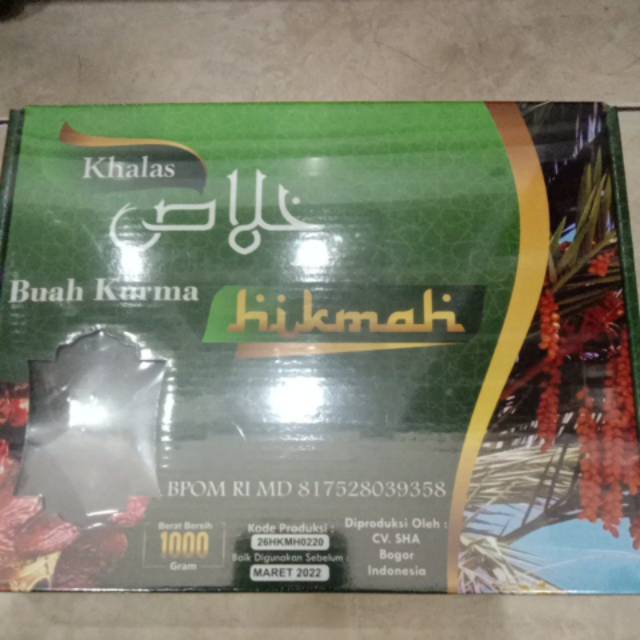 Khalas
خلاص
Buah Kurma
hikmah
BPOM RI MD 817528039358
Berat Bersih
1000
Gram
Kode Produksi :
26HKMH0220
Baik Digunakan Sebelum :
MARET 2022
Diproduksi Oleh :
CV. SHA
Bogor
Indonesia